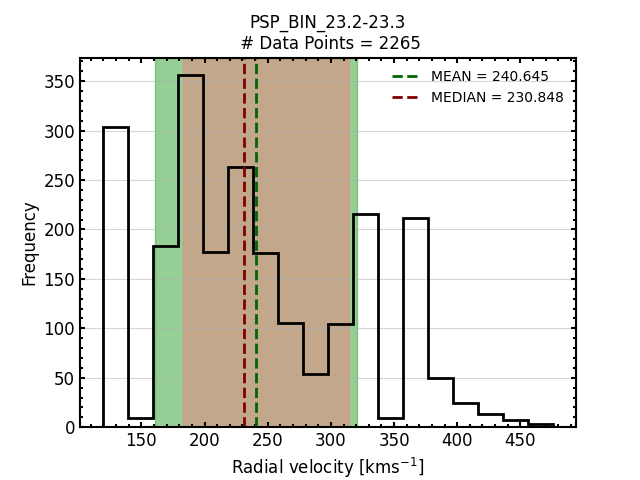 PSP_BIN_23.2-23.3
# Data Points = 2265
MEAN = 240.645
MEDIAN = 230.848
350
300
250
200
150
100
50
0
Frequency
150 200 250 300 350 400 450
Radial velocity [kms⁻¹]